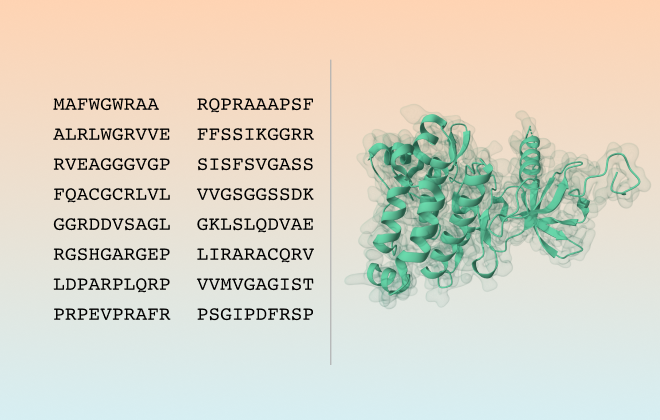 MAFWGWRAA RQPRAAAPSF
ALRLWGRVVE FFSSIKGGRR
RVEAGGGVGP SISFSVGASS
FQACGCRLVL VVGSGGSSDK
GGRDDVSAGL GKLSLQDVAE
RGSHGARGEP LIRARACQRV
LDPARPLQRP VVMVGAGIST
PRPEVPRAFR PSGIPDFRSP